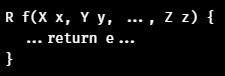 R f(X x, Y y, ..., Z z) {
...return e...
}